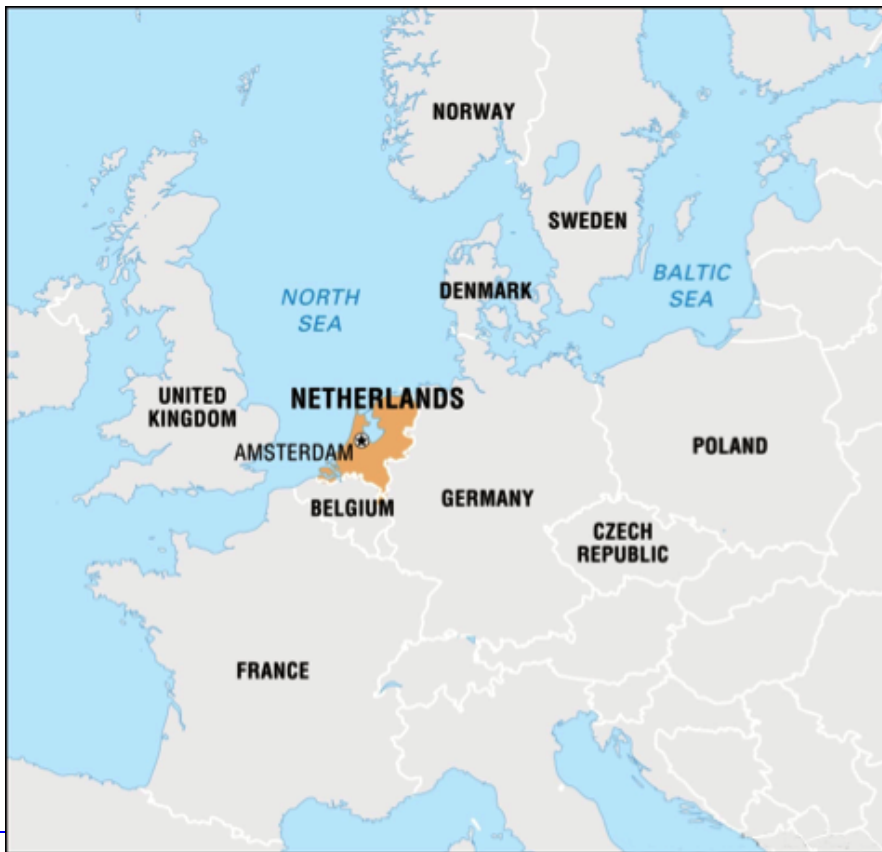 NORWAY
SWEDEN
BALTIC
SEA
DENMARK
NORTH
SEA
UNITED
KINGDOM
NETHERLANDS
AMSTERDAM
POLAND
BELGIUM
GERMANY
CZECH
REPUBLIC
FRANCE